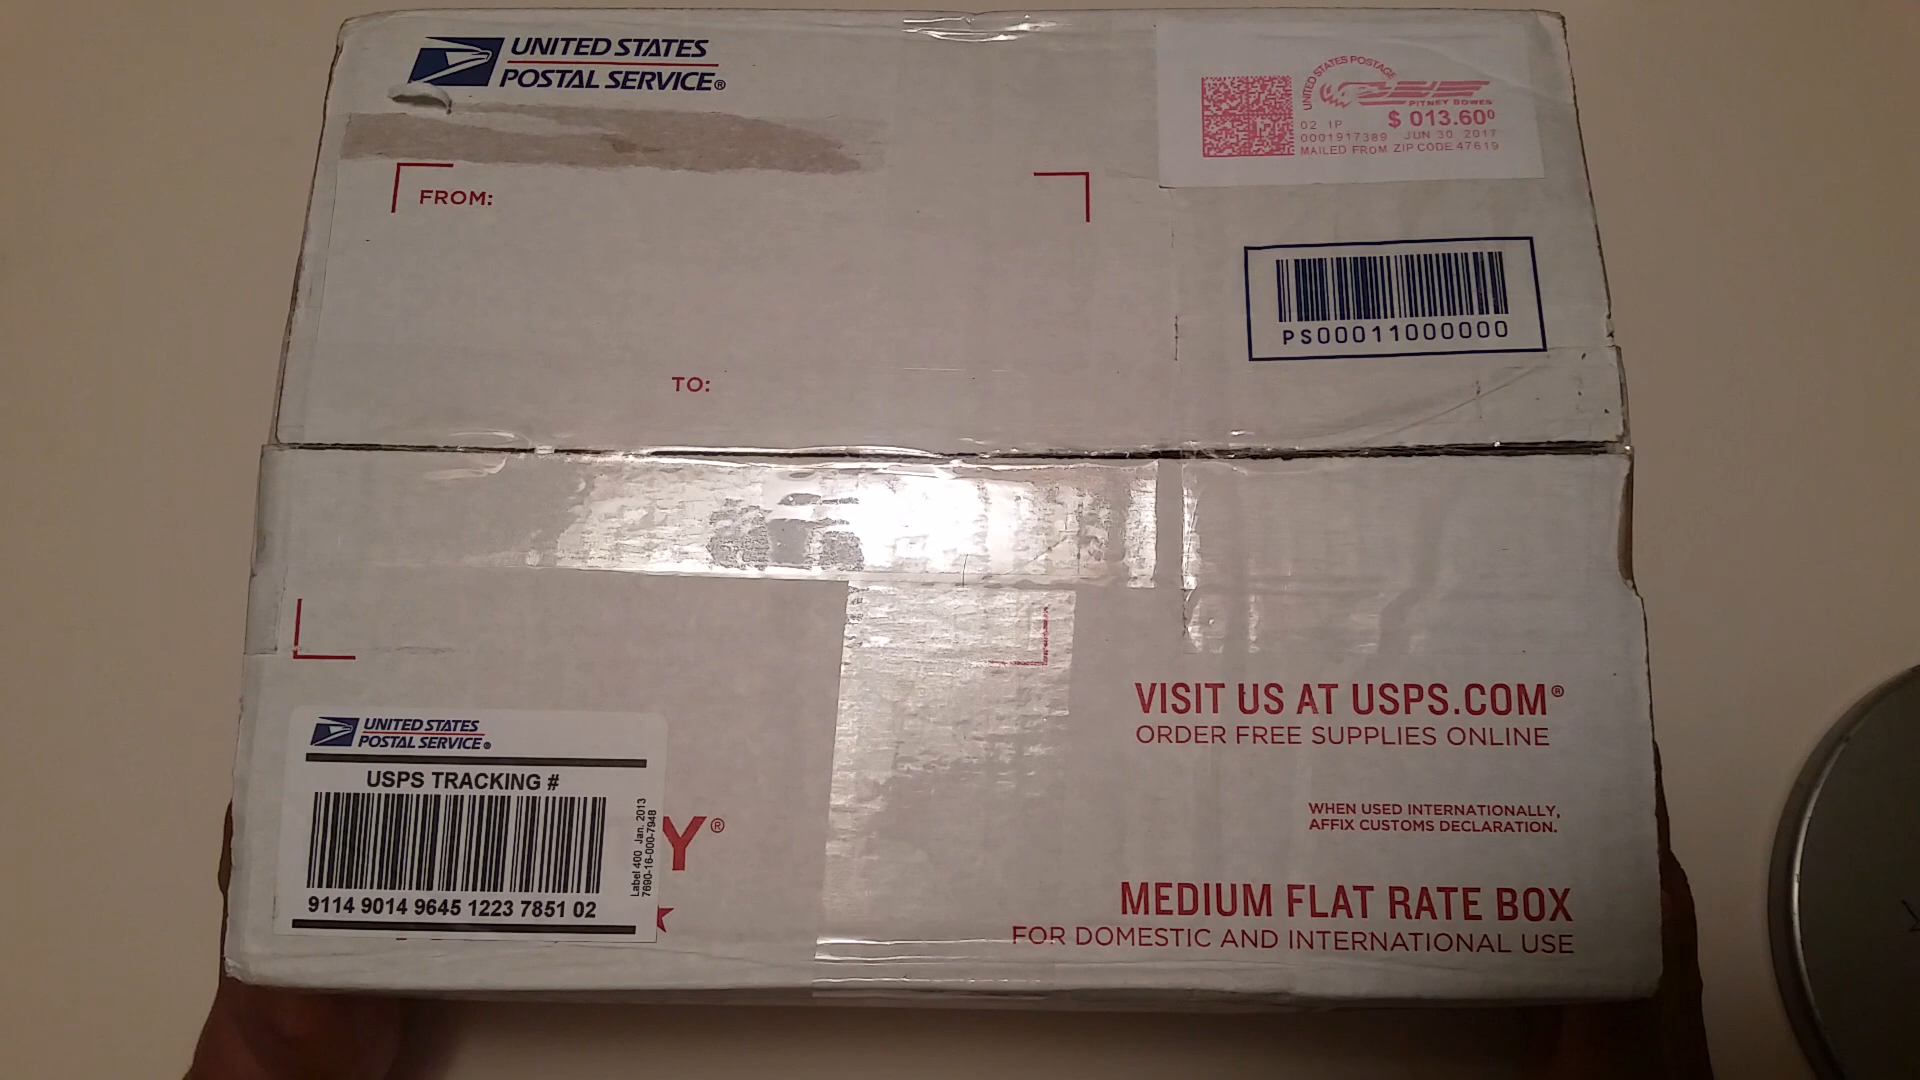 UNITED STATES
POSTAL SERVICE®
UNITED STATES POSTAGE
PITNEY BOWES
02 1P
$ 013.60⁰
0001917389 JUN 30 2017
MAILED FROM ZIP CODE 47619
FROM:
PS00011000000
TO:
VISIT US AT USPS.COM®
ORDER FREE SUPPLIES ONLINE
UNITED STATES
POSTAL SERVICE®
USPS TRACKING #
9114 9014 9645 1223 7851 02
Label 400 Jan. 2013
7690-16-000-7948
Y®
WHEN USED INTERNATIONALLY,
AFFIX CUSTOMS DECLARATION.
MEDIUM FLAT RATE BOX
FOR DOMESTIC AND INTERNATIONAL USE